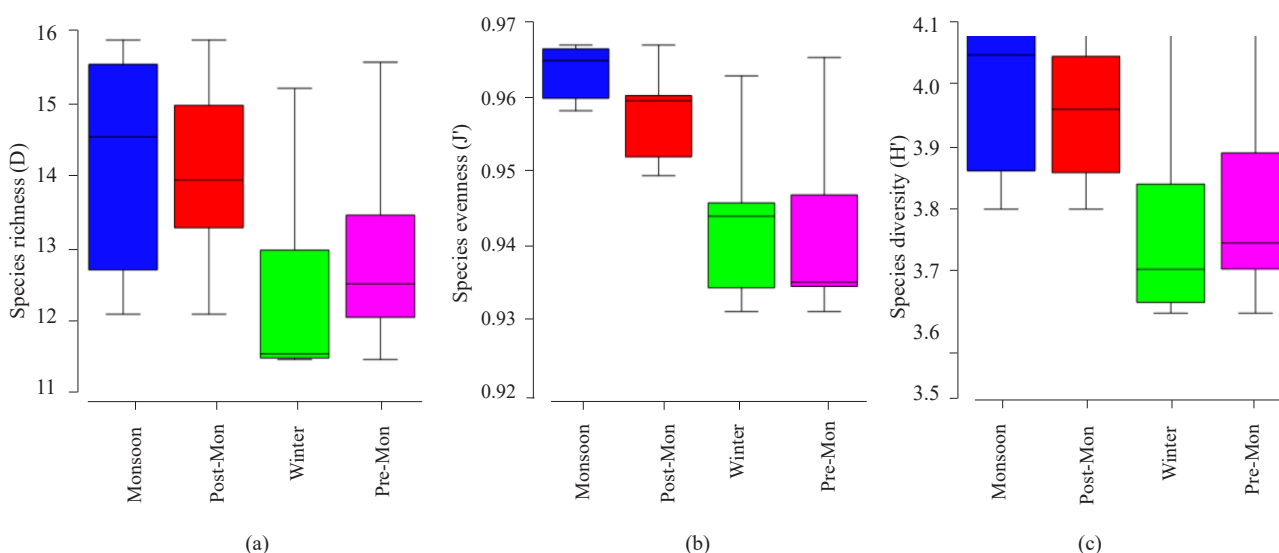 Species richness (D)
16
15
14
13
12
11
Monsoon
Post-Mon
Winter
Pre-Mon
(a)
Species evenness (J')
0.97
0.96
0.95
0.94
0.93
0.92
Monsoon
Post-Mon
Winter
Pre-Mon
(b)
Species diversity (H')
4.1
4.0
3.9
3.8
3.7
3.6
3.5
Monsoon
Post-Mon
Winter
Pre-Mon
(c)